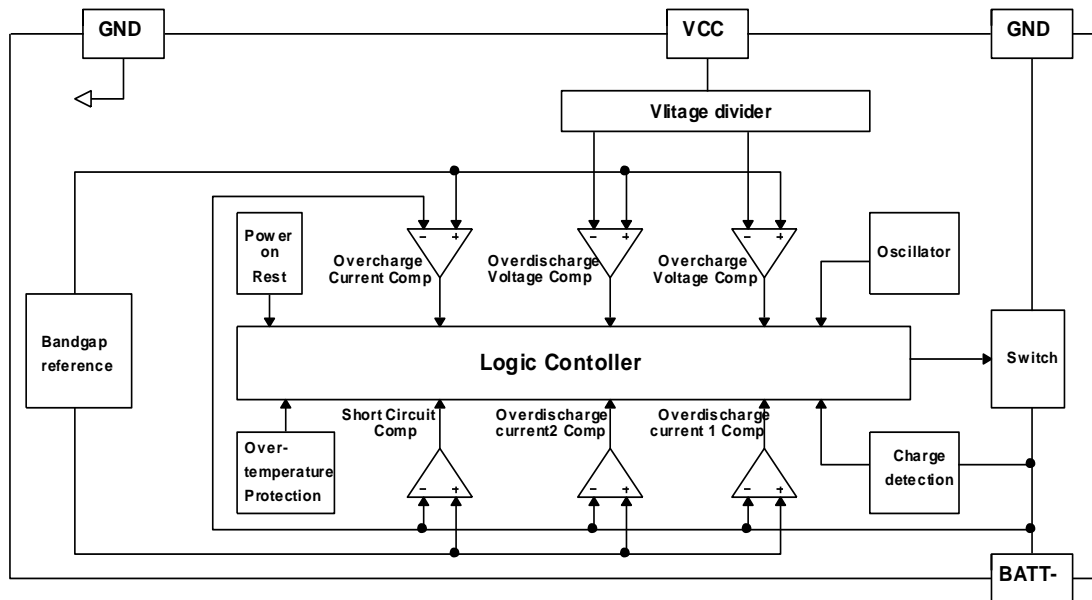 GND
VCC
GND
Vlitage divider
Power
on
Rest
- +
Overcharge
Current Comp
- +
Overdischarge
Voltage Comp
- +
Overcharge
Voltage Comp
Oscillator
Bandgap
reference
Logic Contoller
Switch
Over-
temperature
Protection
Short Circuit
Comp
- +
Overdischarge
current2 Comp
- +
Overdischarge
current 1 Comp
- +
Charge
detection
BATT-